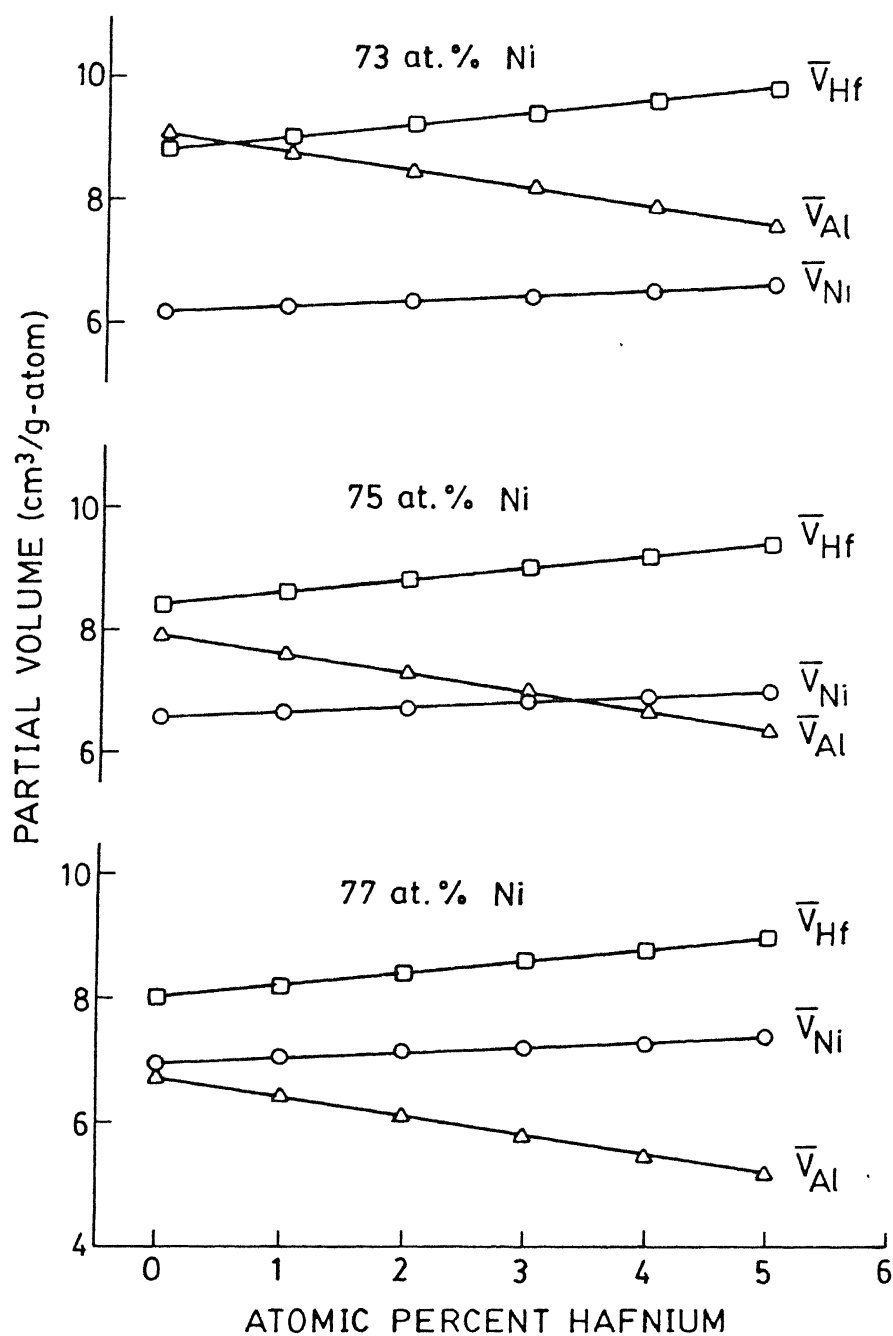 73 at.% Ni
10
8
6
V̅Hf
V̅Al
V̅Ni
PARTIAL VOLUME (cm³/g-atom)
75 at.% Ni
10
8
6
V̅Hf
V̅Ni
V̅Al
77 at.% Ni
10
8
6
4
V̅Hf
V̅Ni
V̅Al
0 1 2 3 4 5 6
ATOMIC PERCENT HAFNIUM